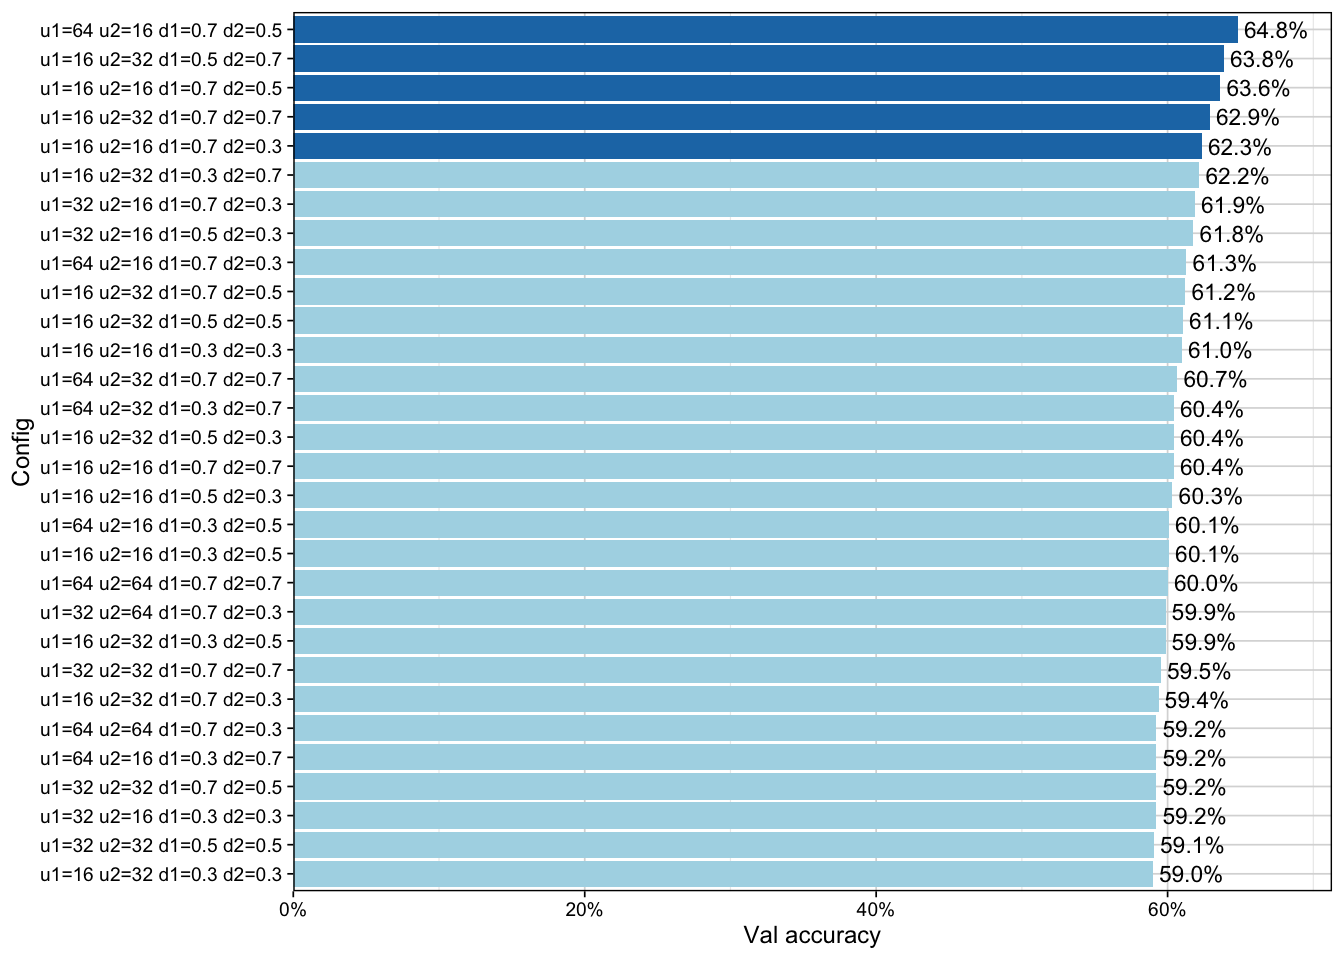 u1=64 u2=16 d1=0.7 d2=0.5 64.8%
u1=16 u2=32 d1=0.5 d2=0.7 63.8%
u1=16 u2=16 d1=0.7 d2=0.5 63.6%
u1=16 u2=32 d1=0.7 d2=0.7 62.9%
u1=16 u2=16 d1=0.7 d2=0.3 62.3%
u1=16 u2=32 d1=0.3 d2=0.7 62.2%
u1=32 u2=16 d1=0.7 d2=0.3 61.9%
u1=32 u2=16 d1=0.5 d2=0.3 61.8%
u1=64 u2=16 d1=0.7 d2=0.3 61.3%
u1=16 u2=32 d1=0.7 d2=0.5 61.2%
u1=16 u2=32 d1=0.5 d2=0.5 61.1%
u1=16 u2=16 d1=0.3 d2=0.3 61.0%
u1=64 u2=32 d1=0.7 d2=0.7 60.7%
u1=64 u2=32 d1=0.3 d2=0.7 60.4%
u1=16 u2=32 d1=0.5 d2=0.3 60.4%
u1=16 u2=16 d1=0.7 d2=0.7 60.4%
u1=16 u2=16 d1=0.5 d2=0.3 60.3%
u1=64 u2=16 d1=0.3 d2=0.5 60.1%
u1=16 u2=16 d1=0.3 d2=0.5 60.1%
u1=64 u2=64 d1=0.7 d2=0.7 60.0%
u1=32 u2=64 d1=0.7 d2=0.3 59.9%
u1=16 u2=32 d1=0.3 d2=0.5 59.9%
u1=32 u2=32 d1=0.7 d2=0.7 59.5%
u1=16 u2=32 d1=0.7 d2=0.3 59.4%
u1=64 u2=64 d1=0.7 d2=0.3 59.2%
u1=64 u2=16 d1=0.3 d2=0.7 59.2%
u1=32 u2=32 d1=0.7 d2=0.5 59.2%
u1=32 u2=16 d1=0.3 d2=0.3 59.2%
u1=32 u2=32 d1=0.5 d2=0.5 59.1%
u1=16 u2=32 d1=0.3 d2=0.3 59.0%
Config
0% 20% 40% 60%
Val accuracy